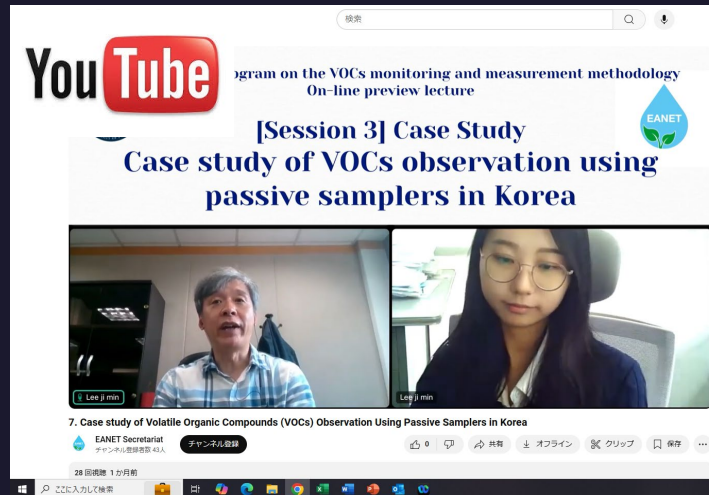 検索
You Tube
ogram on the VOCs monitoring and measurement methodology
On-line preview lecture
EANET
[Session 3] Case Study
Case study of VOCs observation using
passive samplers in Korea
Lee ji min
Lee ji min
7. Case study of Volatile Organic Compounds (VOCs) Observation Using Passive Samplers in Korea
EANET Secretariat
チャンネル登録者数 43人
チャンネル登録
0
共有
オフライン
クリップ
保存
28 回視聴 1 か月前
ここに入力して検索